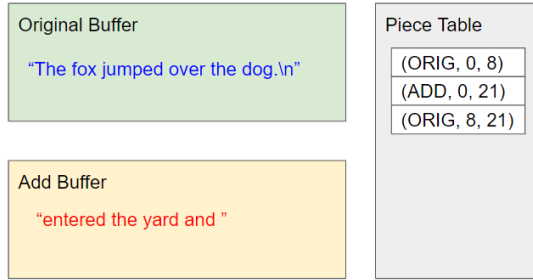 Original Buffer
“The fox jumped over the dog.\n”
Add Buffer
“entered the yard and ”
Piece Table
(ORIG, 0, 8)
(ADD, 0, 21)
(ORIG, 8, 21)